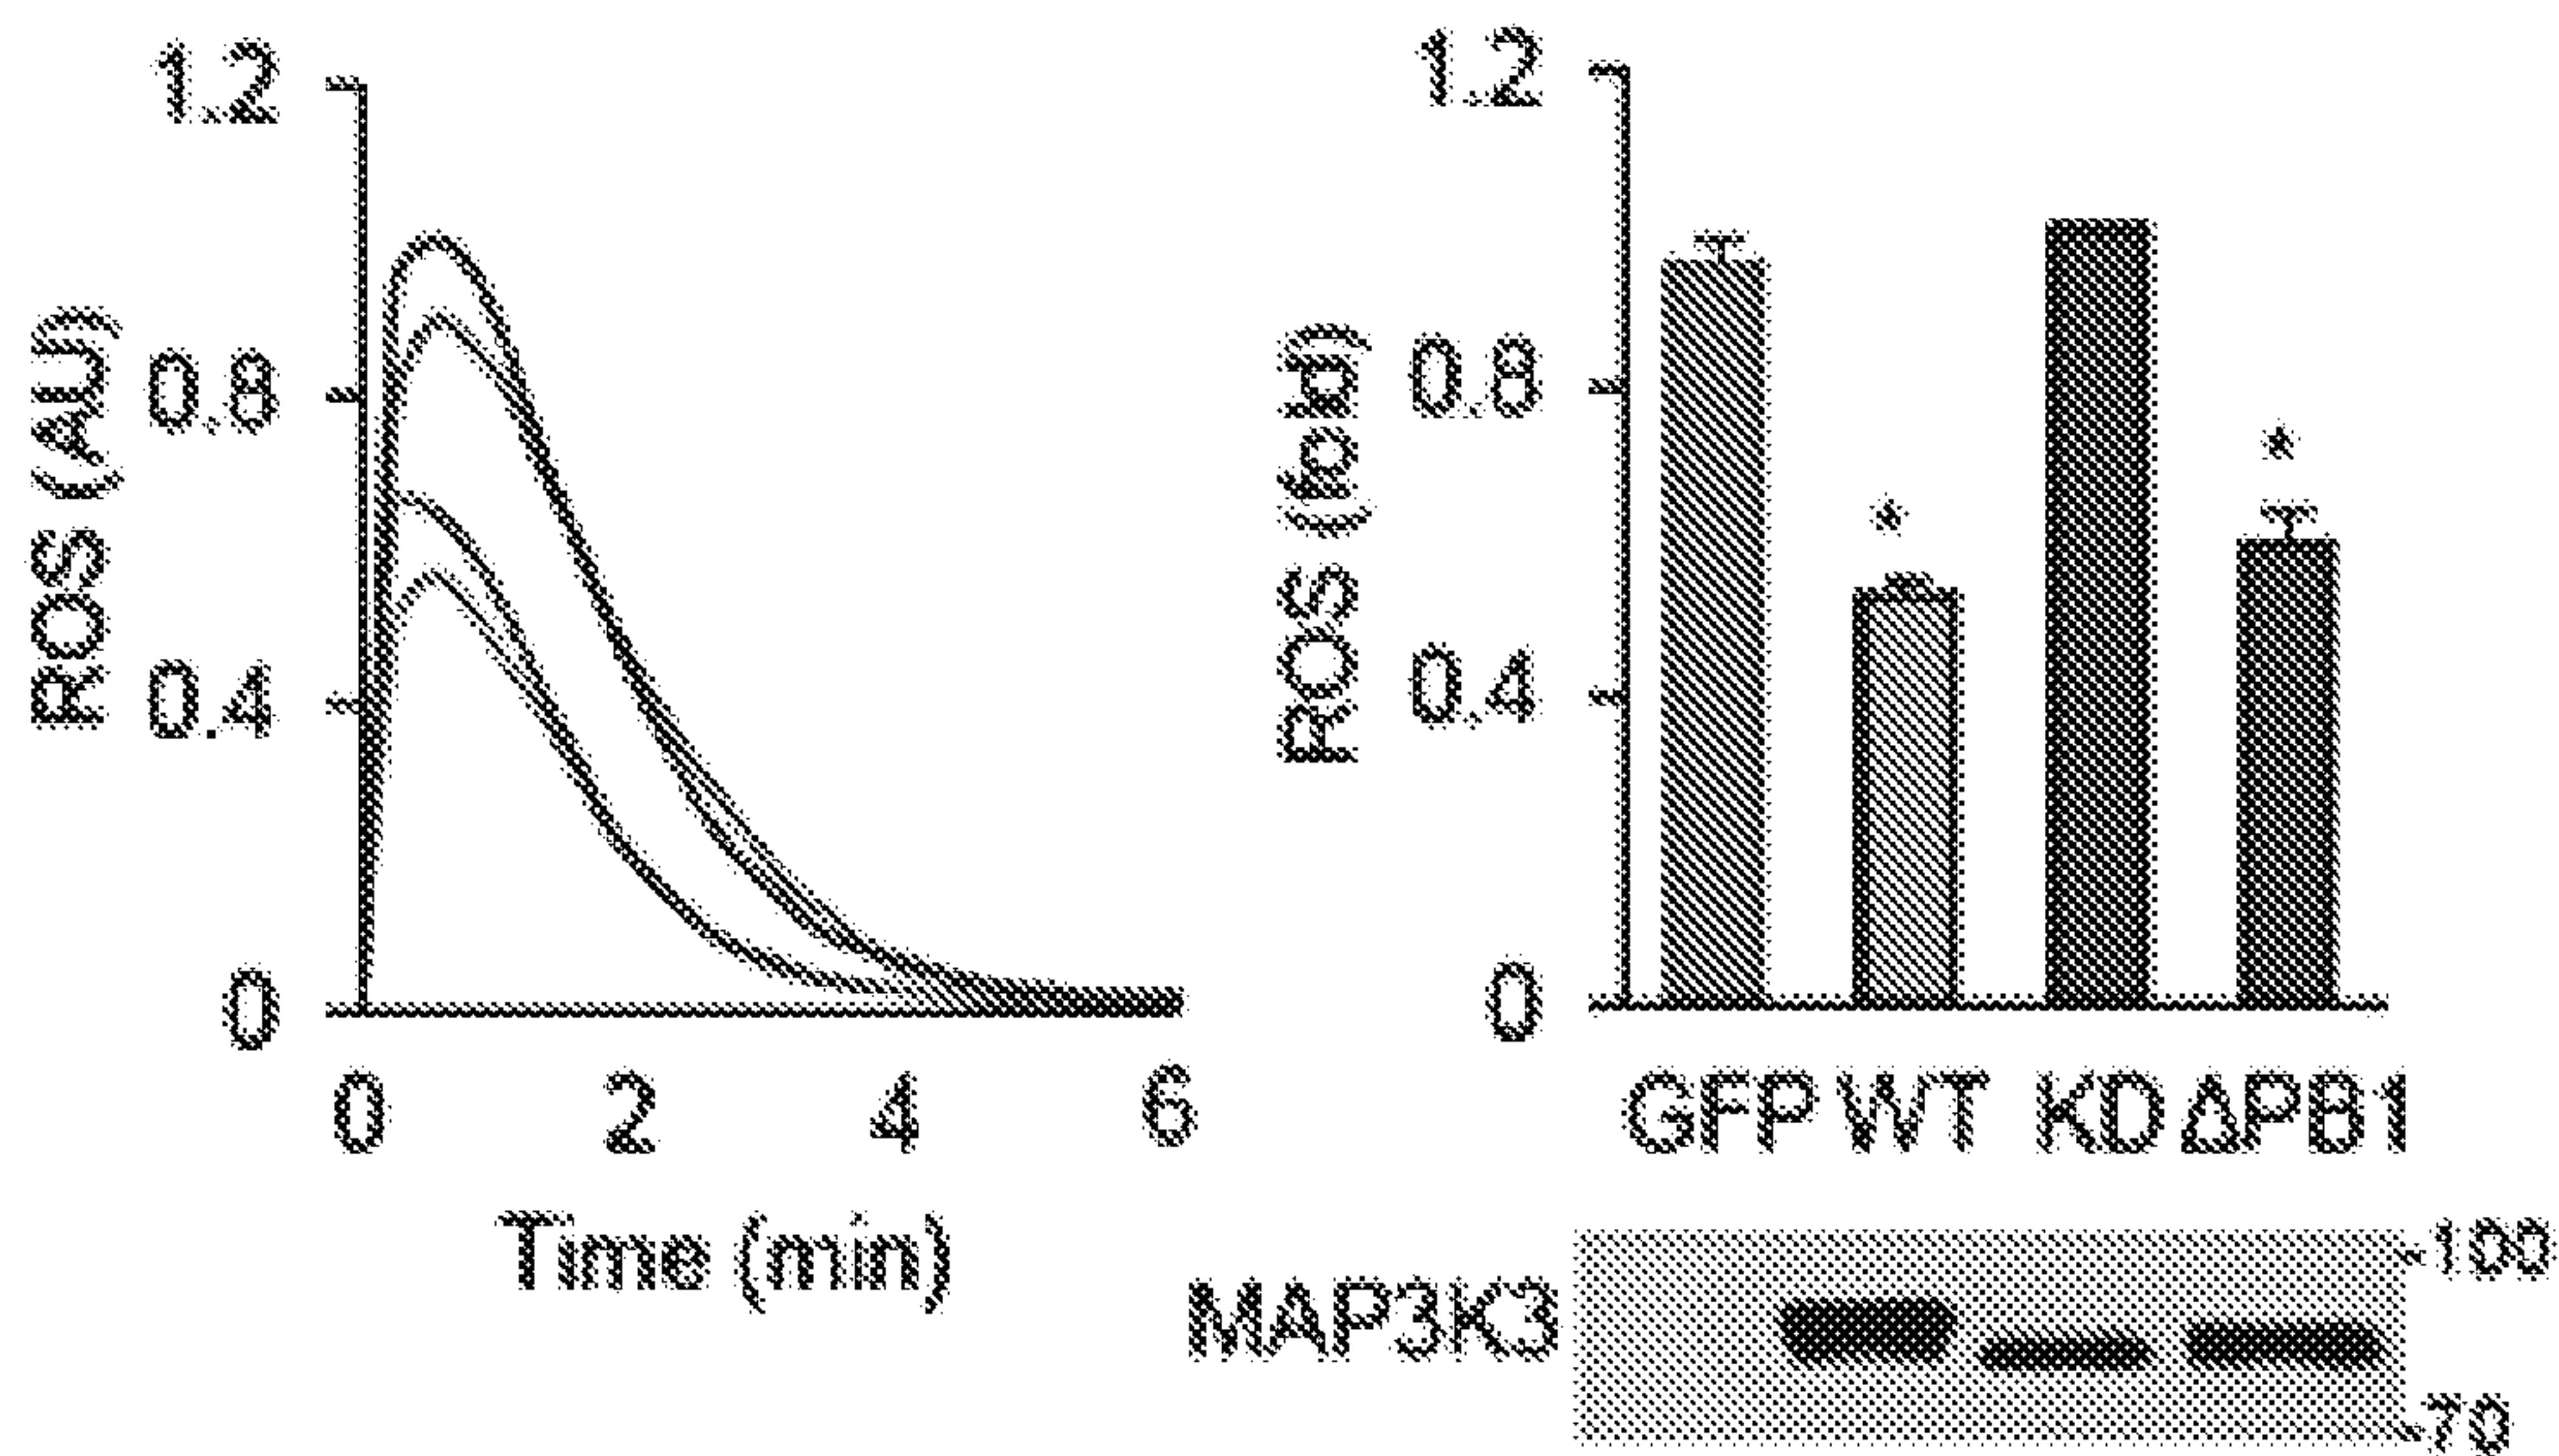 ROS (AU)
1.2
0.8
0.4
0
0 2 4 6
Time (min)
ROS (fold)
1.2
0.8
0.4
0
* *
GFP WT KD ΔPB1
MAP3K3
-100
-70